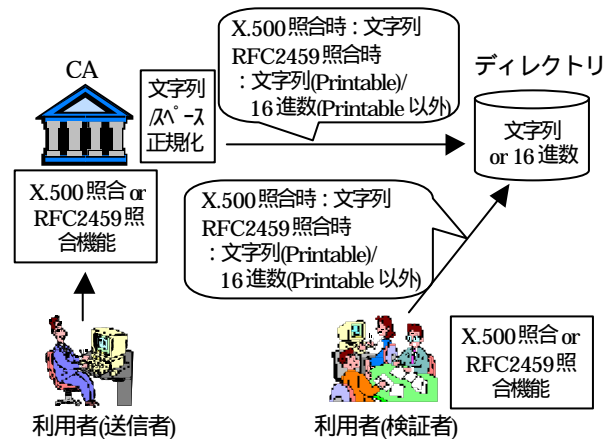 X.500照合時：文字列
RFC2459照合時
：文字列(Printable)/
16進数(Printable以外)
CA
ディレクトリ
文字列
/スペース
正規化
文字列
or 16進数
X.500照合 or
RFC2459照
合機能
X.500照合時：文字列
RFC2459照合時
：文字列(Printable)/
16進数(Printable以外)
X.500照合 or
RFC2459照
合機能
利用者(送信者)
利用者(検証者)